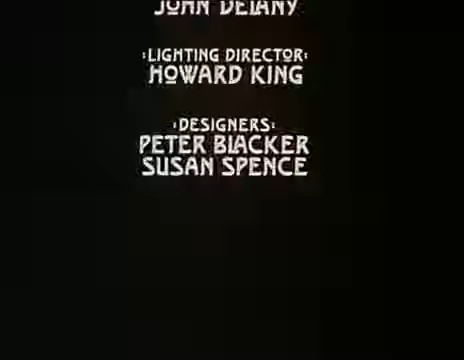 JOHN DELANY
:LIGHTING DIRECTOR:
HOWARD KING
:DESIGNERS:
PETER BLACKER
SUSAN SPENCE